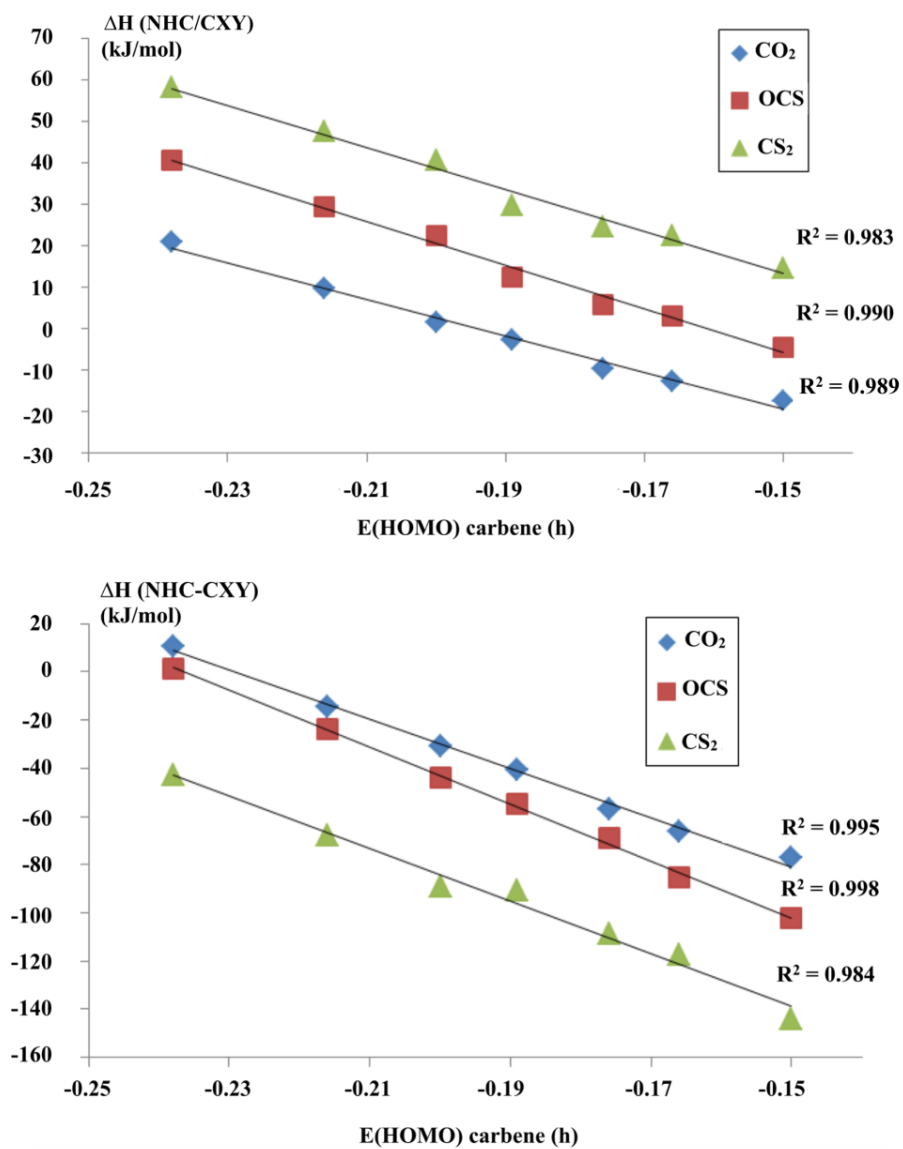 ΔH (NHC/CXY)
(kJ/mol)
70
60
50
40
30
20
10
0
-10
-20
-30
CO₂
OCS
CS₂
R² = 0.983
R² = 0.990
R² = 0.989
-0.25 -0.23 -0.21 -0.19 -0.17 -0.15
E(HOMO) carbene (h)
ΔH (NHC-CXY)
(kJ/mol)
20
0
-20
-40
-60
-80
-100
-120
-140
-160
CO₂
OCS
CS₂
R² = 0.995
R² = 0.998
R² = 0.984
-0.25 -0.23 -0.21 -0.19 -0.17 -0.15
E(HOMO) carbene (h)